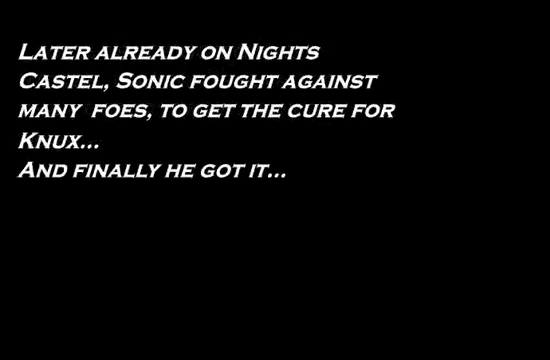 Later already on Nights
Castel, Sonic fought against
many  foes, to get the cure for
Knux...
And finally he got it...